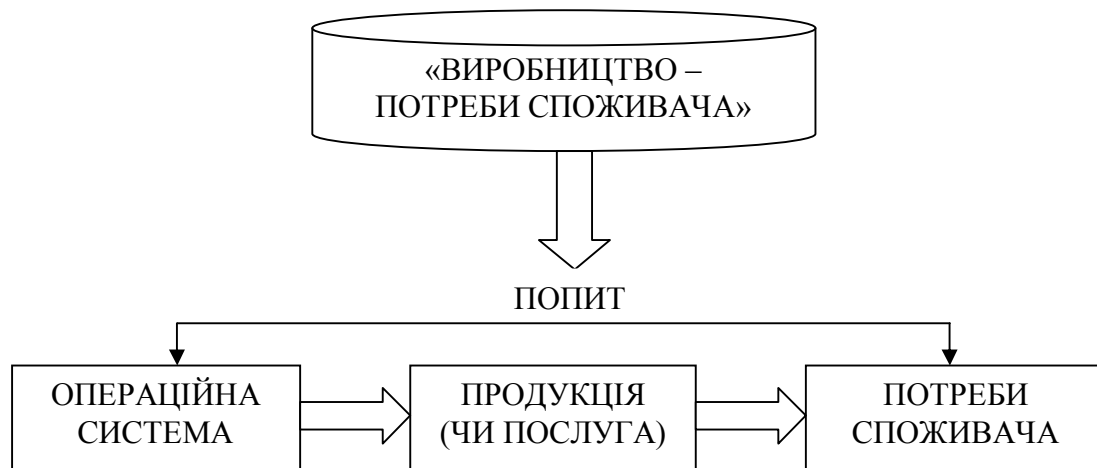 «ВИРОБНИЦТВО –
ПОТРЕБИ СПОЖИВАЧА»
ПОПИТ
ОПЕРАЦІЙНА
СИСТЕМА
ПРОДУКЦІЯ
(ЧИ ПОСЛУГА)
ПОТРЕБИ
СПОЖИВАЧА